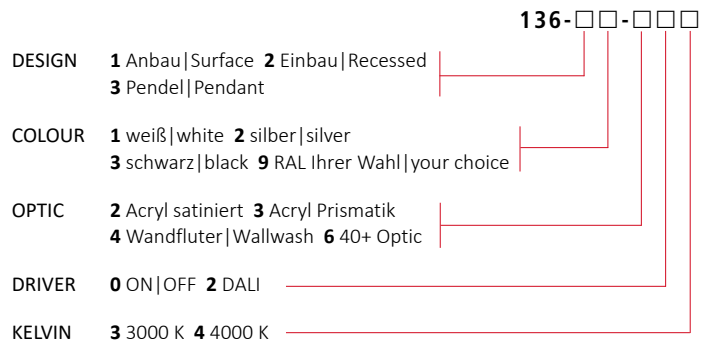 136-□□-□□□
DESIGN 1 Anbau|Surface 2 Einbau|Recessed
3 Pendel|Pendant
COLOUR 1 weiß|white 2 silber|silver
3 schwarz|black 9 RAL Ihrer Wahl|your choice
OPTIC 2 Acryl satiniert 3 Acryl Prismatik
4 Wandfluter|Wallwash 6 40+ Optic
DRIVER 0 ON|OFF 2 DALI
KELVIN 3 3000 K 4 4000 K